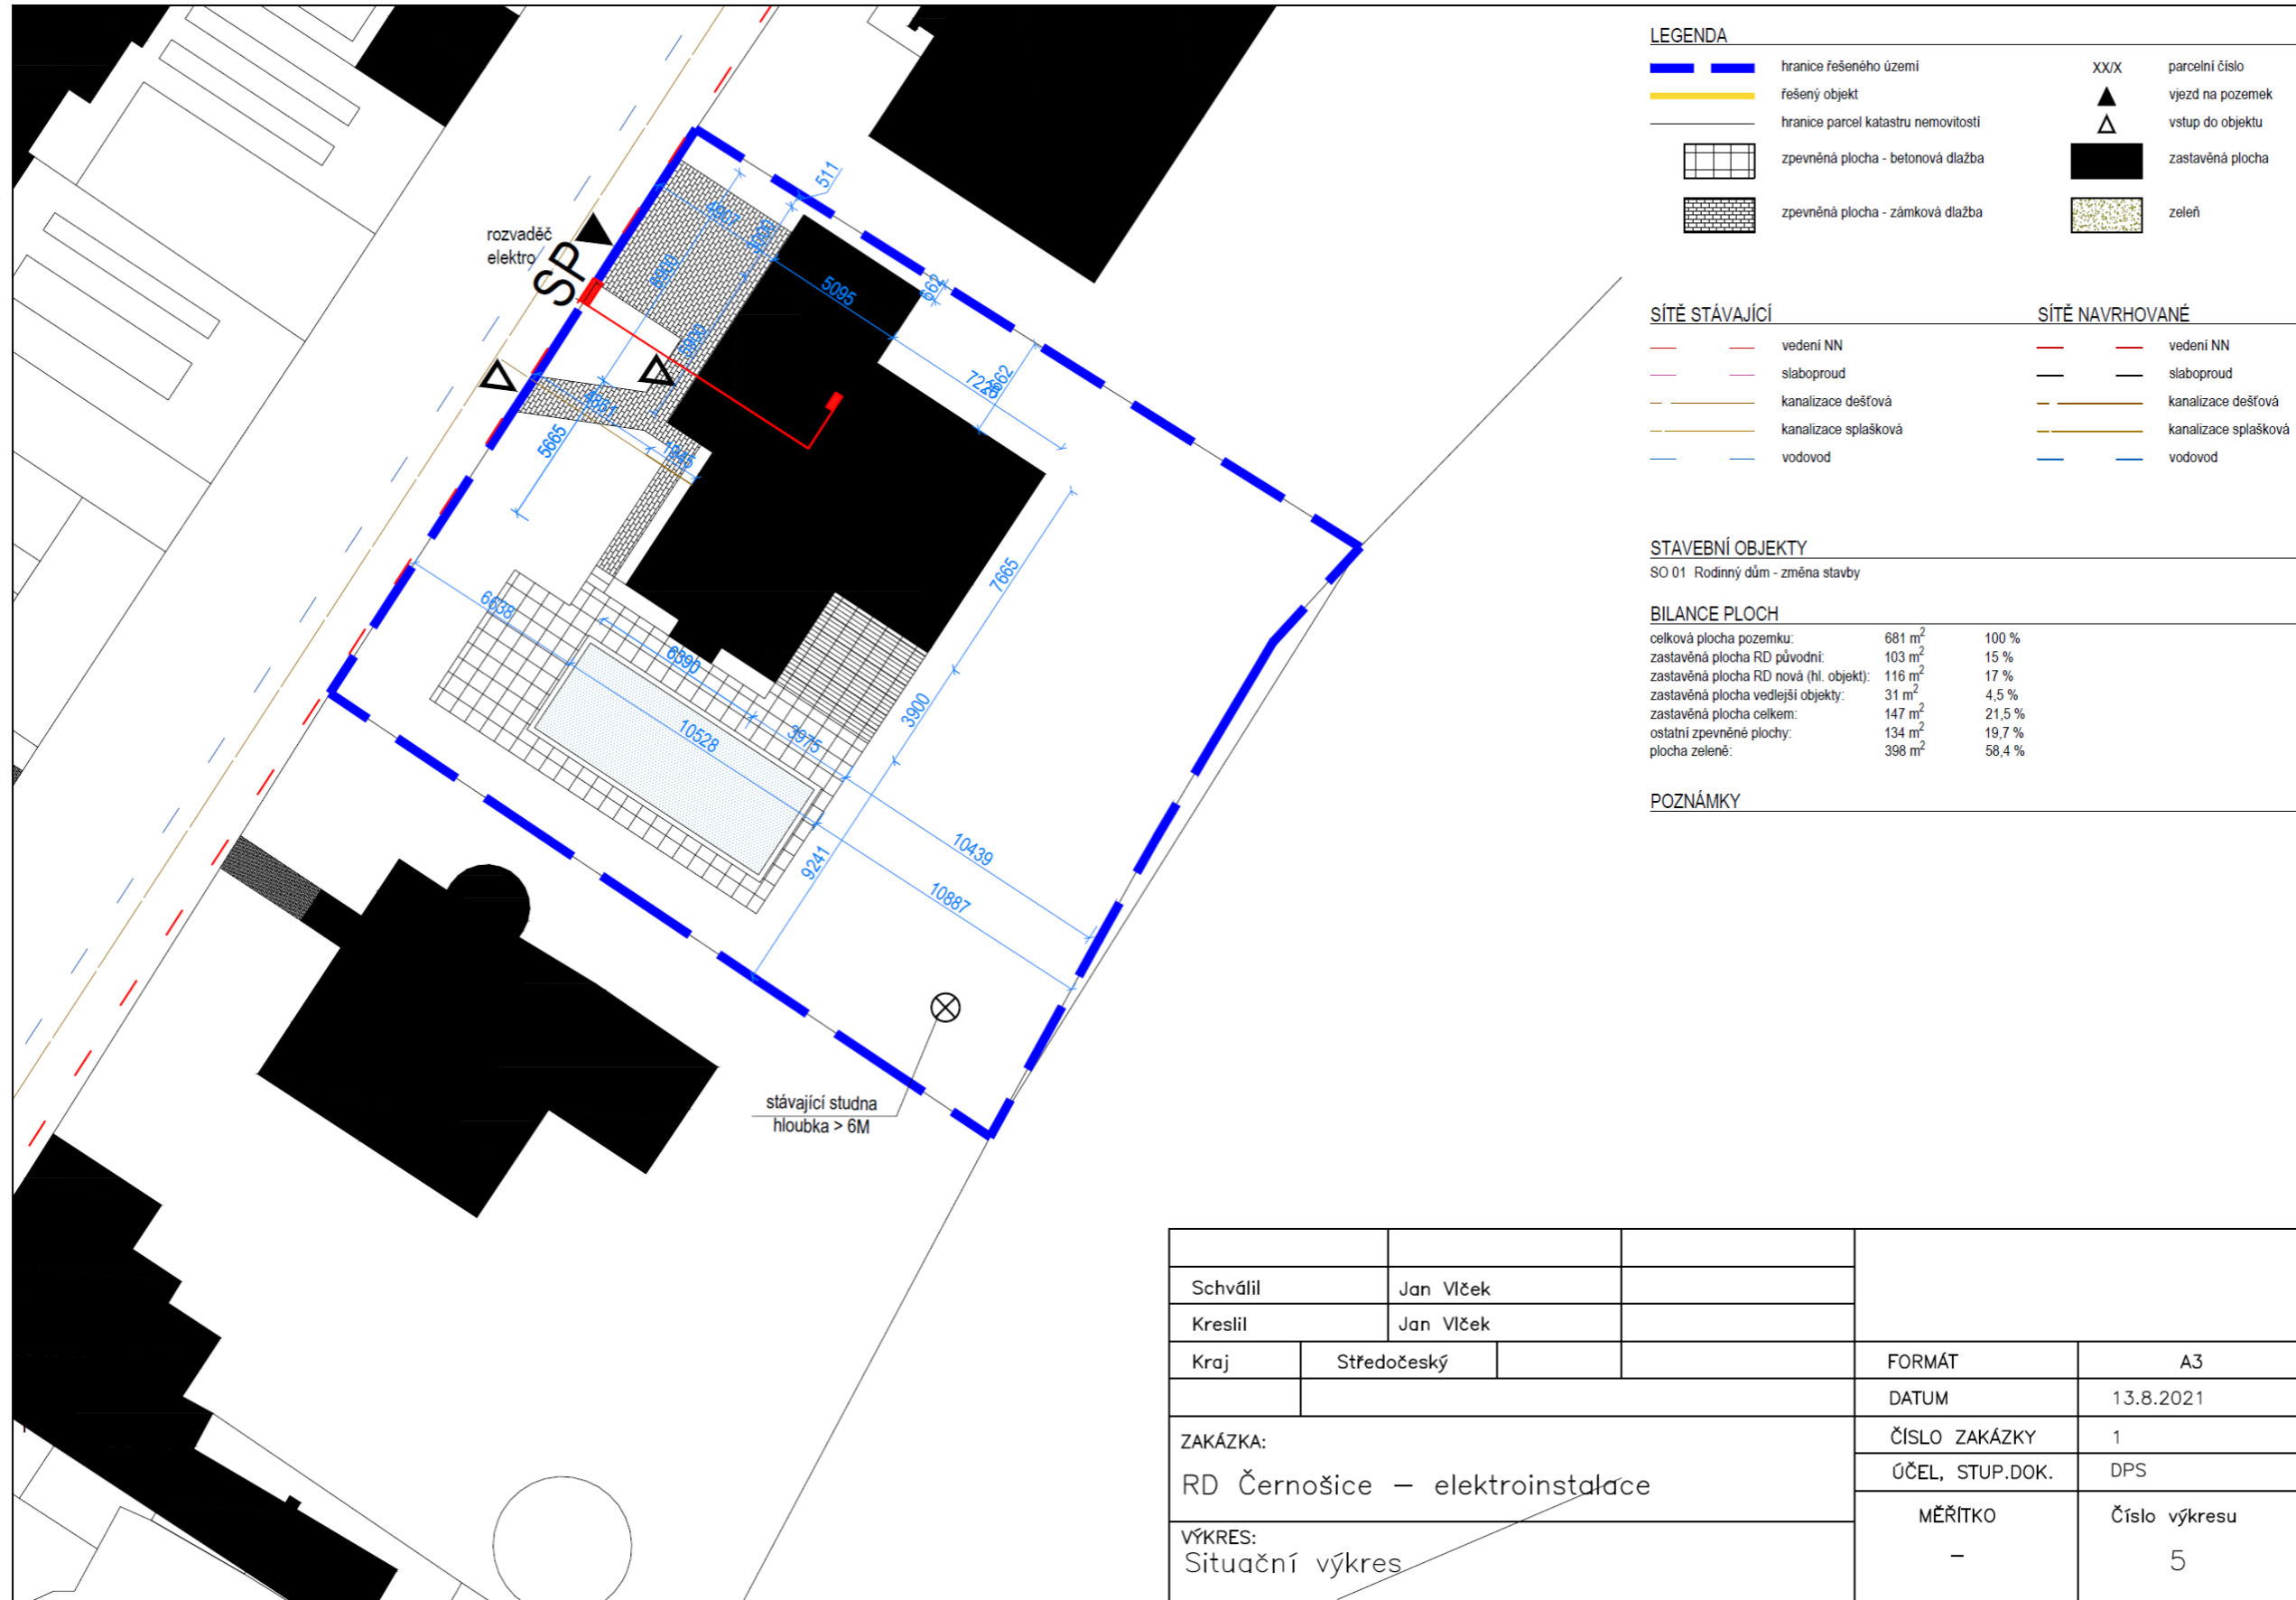 LEGENDA
hranice řešeného území
řešený objekt
hranice parcel katastru nemovitostí
zpevněná plocha - betonová dlažba
zpevněná plocha - zámková dlažba
XX/X parcelní číslo
vjezd na pozemek
vstup do objektu
zastavěná plocha
zeleň
SÍTĚ STÁVAJÍCÍ
vedení NN
slaboproud
kanalizace dešťová
kanalizace splašková
vodovod
SÍTĚ NAVRHOVANÉ
vedení NN
slaboproud
kanalizace dešťová
kanalizace splašková
vodovod
STAVEBNÍ OBJEKTY
SO 01 Rodinný dům - změna stavby
BILANCE PLOCH
celková plocha pozemku: 681 m² 100 %
zastavěná plocha RD původní: 103 m² 15 %
zastavěná plocha RD nová (hl. objekt): 116 m² 17 %
zastavěná plocha vedlejší objekty: 31 m² 4,5 %
zastavěná plocha celkem: 147 m² 21,5 %
ostatní zpevněné plochy: 134 m² 19,7 %
plocha zeleně: 398 m² 58,4 %
POZNÁMKY
rozvaděč
elektro
SP
511
4907
5095
662
5665
4861
1945
7665
6638
6390
10528
3975
3900
9241
10439
10887
stávající studna
hloubka > 6M
Schválil Jan Vlček
Kreslil Jan Vlček
Kraj Středočeský
FORMÁT A3
DATUM 13.8.2021
ČÍSLO ZAKÁZKY 1
ÚČEL, STUP.DOK. DPS
MĚŘÍTKO
–
Číslo výkresu
5
ZAKÁZKA:
RD Černošice – elektroinstalace
VÝKRES:
Situační výkres